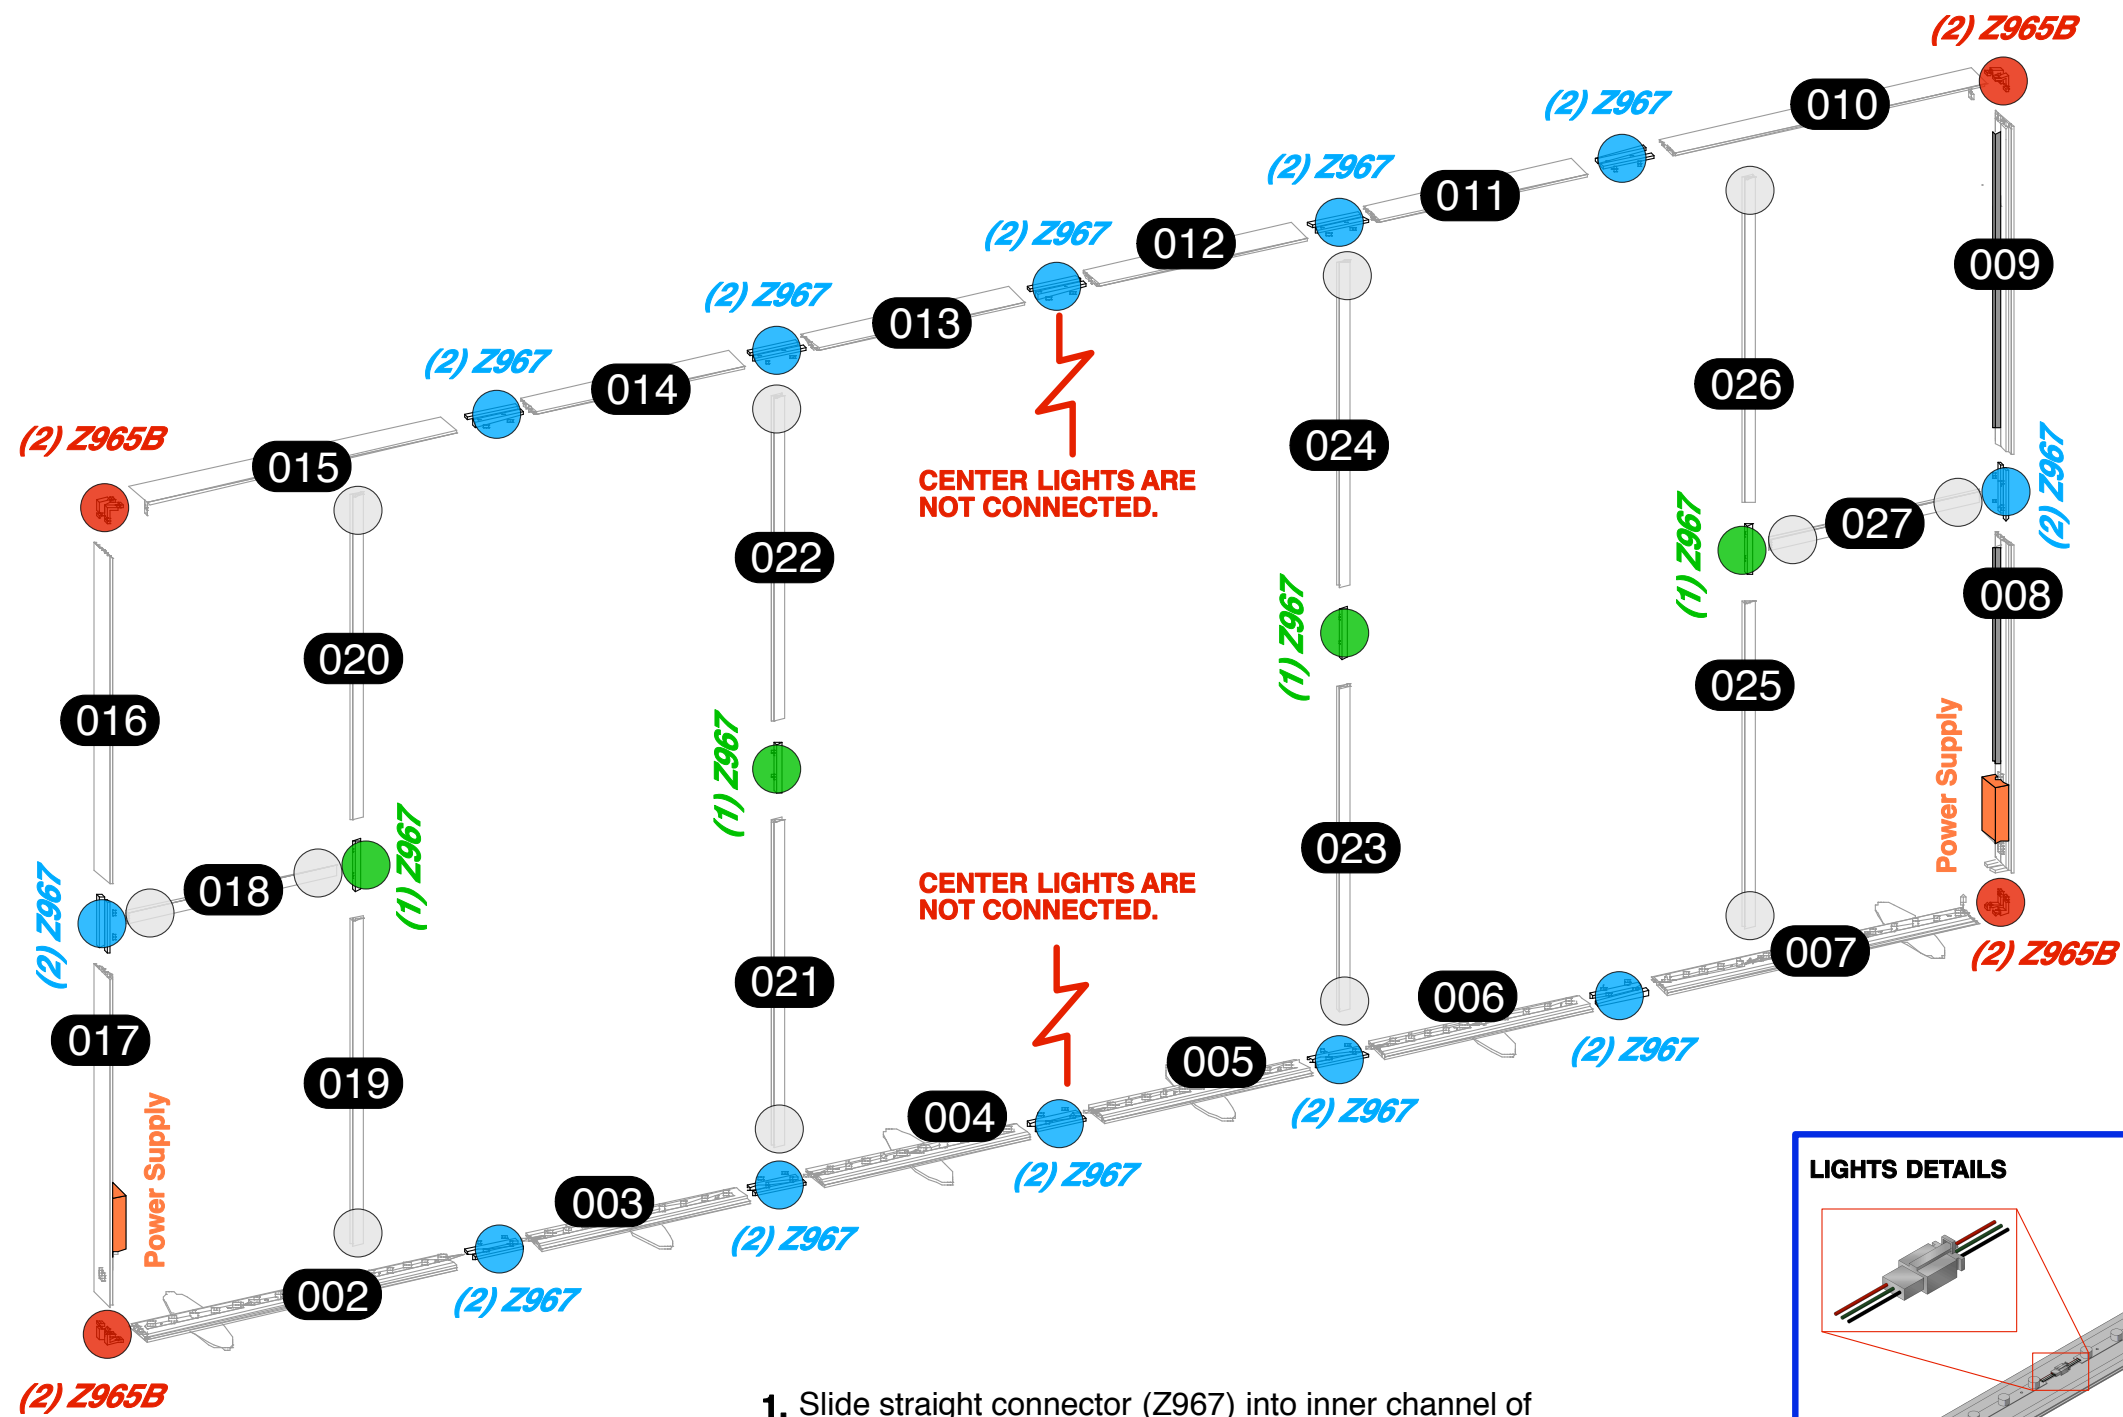 (2) Z965B
(2) Z967
010
(2) Z967
011
(2) Z967
012
009
(2) Z967
013
026
(2) Z967
014
024
(2) Z965B
015
CENTER LIGHTS ARE
NOT CONNECTED.
(2) Z967
027
(1) Z967
022
008
(1) Z967
020
025
016
(1) Z967
Power Supply
023
(1) Z967
018
CENTER LIGHTS ARE
NOT CONNECTED.
(2) Z967
021
007
(2) Z965B
006
017
(2) Z967
005
019
(2) Z967
004
(2) Z967
Power Supply
003
(2) Z967
002
(2) Z967
(2) Z965B
LIGHTS DETAILS
1. Slide straight connector (Z967) into inner channel of